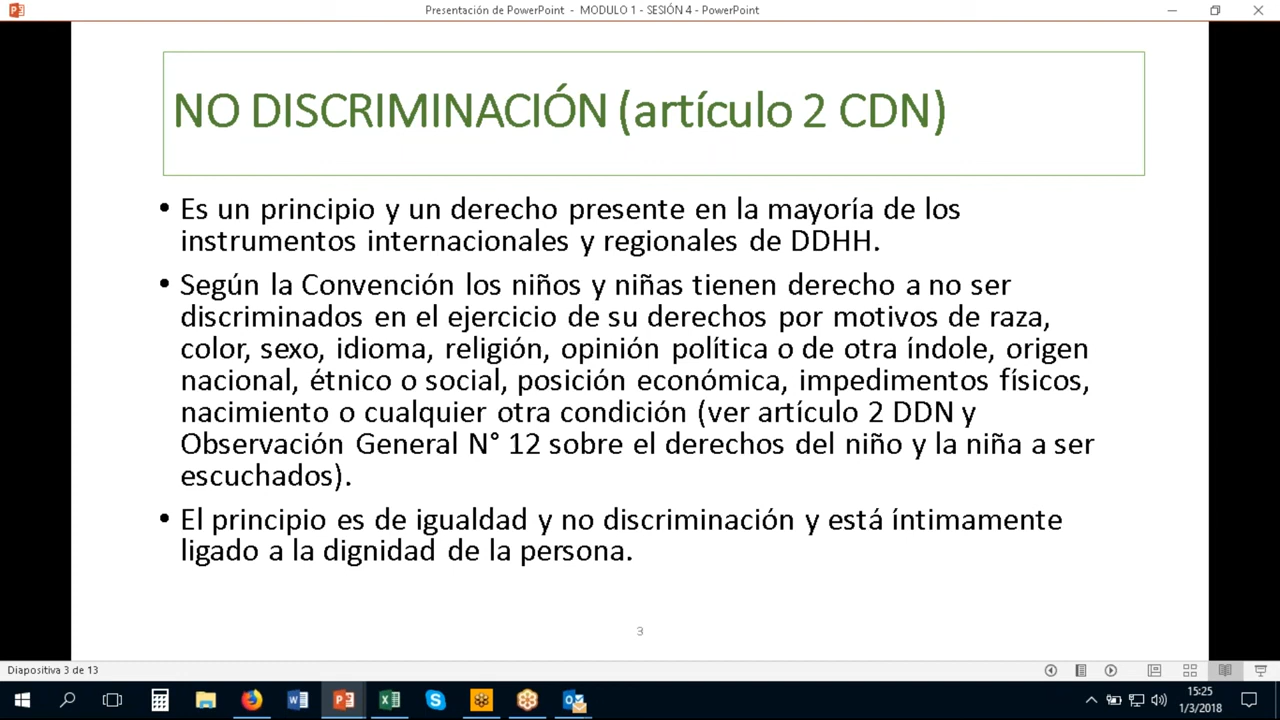 Presentación de PowerPoint - MODULO 1 - SESIÓN 4 - PowerPoint
NO DISCRIMINACIÓN (artículo 2 CDN)
• Es un principio y un derecho presente en la mayoría de los
instrumentos internacionales y regionales de DDHH.
• Según la Convención los niños y niñas tienen derecho a no ser
discriminados en el ejercicio de su derechos por motivos de raza,
color, sexo, idioma, religión, opinión política o de otra índole, origen
nacional, étnico o social, posición económica, impedimentos físicos,
nacimiento o cualquier otra condición (ver artículo 2 DDN y
Observación General N° 12 sobre el derechos del niño y la niña a ser
escuchados).
• El principio es de igualdad y no discriminación y está íntimamente
ligado a la dignidad de la persona.
3
Diapositiva 3 de 13
15:25
1/3/2018